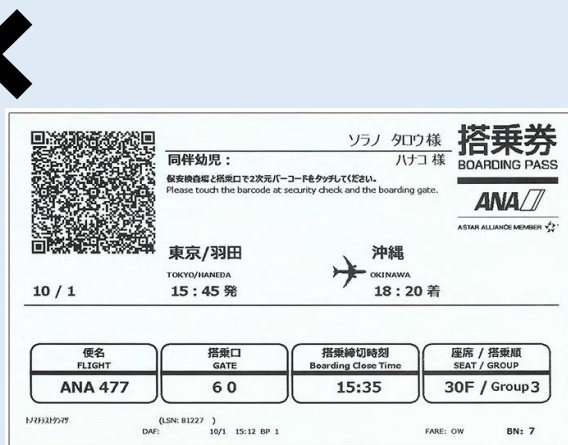 ソラノ タロウ 様
搭乗券
BOARDING PASS
同伴幼児：
ハナコ 様
保安検査場と搭乗口で2次元バーコードをタッチしてください。
Please touch the barcode at security check and the boarding gate.
ANA
A STAR ALLIANCE MEMBER
東京/羽田
沖縄
TOKYO/HANEDA
OKINAWA
10 / 1
15：45 発
18：20 着
便名
FLIGHT
ANA 477
搭乗口
GATE
6 0
搭乗締切時刻
Boarding Close Time
15:35
座席 / 搭乗順
SEAT / GROUP
30F / Group3
(LSN: 81227 )
DAF:
10/1 15:12 BP 1
FARE: OW
BN: 7